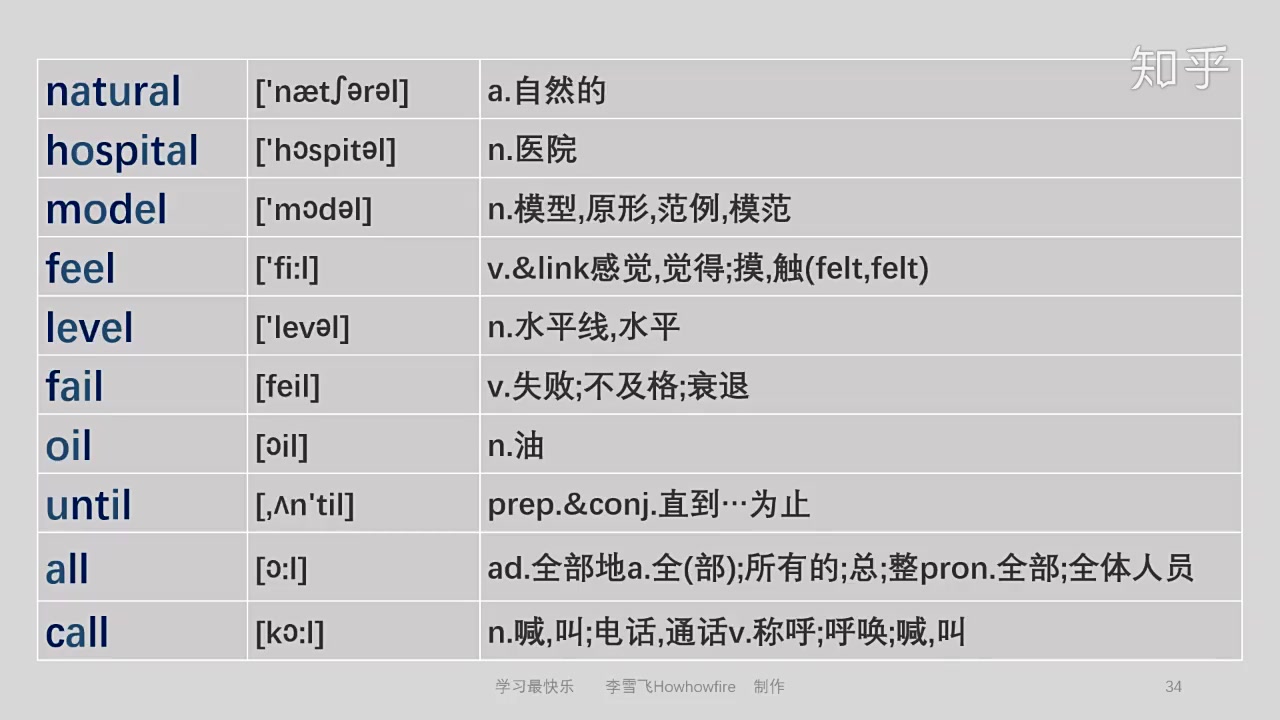 知乎
natural ['næt∫ərəl] a.自然的
hospital ['hɔspitəl] n.医院
model ['mɔdəl] n.模型,原形,范例,模范
feel ['fi:l] v.&link感觉,觉得;摸,触(felt,felt)
level ['levəl] n.水平线,水平
fail [feil] v.失败;不及格;衰退
oil [ɔil] n.油
until [,ʌn'til] prep.&conj.直到…为止
all [ɔ:l] ad.全部地a.全(部);所有的;总;整pron.全部;全体人员
call [kɔ:l] n.喊,叫;电话,通话v.称呼;呼唤;喊,叫
学习最快乐 李雪飞Howhowfire 制作 34